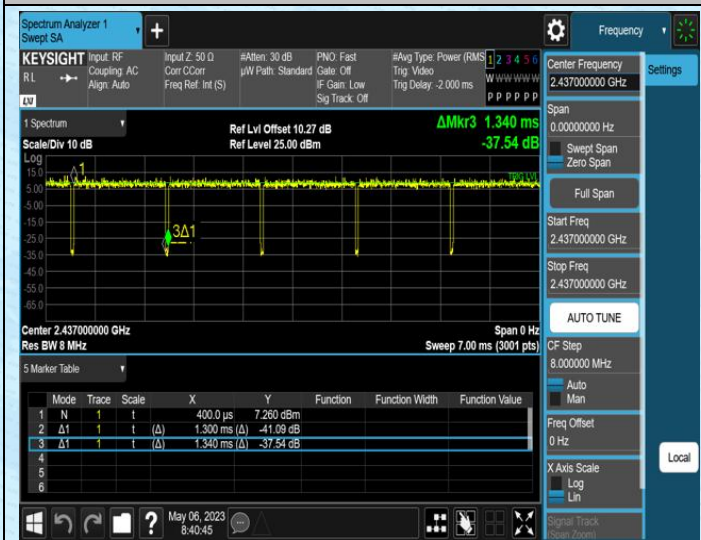 Spectrum Analyzer 1
Swept SA
+
Frequency
KEYSIGHT
RL
Input: RF
Coupling: AC
Align: Auto
Input Z: 50 Ω
Corr CCorr
Freq Ref: Int (S)
#Atten: 30 dB
µW Path: Standard
PNO: Fast
Gate: Off
IF Gain: Low
Sig Track: Off
#Avg Type: Power (RMS
Trig: Video
Trig Delay: -2.000 ms
1 2 3 4 5 6
W W W W W W
P P P P P P
LXI
1 Spectrum
Scale/Div 10 dB
Ref Lvl Offset 10.27 dB
Ref Level 25.00 dBm
ΔMkr3 1.340 ms
-37.54 dB
Log
15.0
5.00
-5.00
-15.0
-25.0
-35.0
-45.0
-55.0
-65.0
1
3Δ1
TRIG LVL
Center 2.437000000 GHz
Res BW 8 MHz
Span 0 Hz
Sweep 7.00 ms (3001 pts)
5 Marker Table
Mode Trace Scale X Y Function Function Width Function Value
1 N 1 t 400.0 µs 7.260 dBm
2 Δ1 1 t (Δ) 1.300 ms (Δ) -41.09 dB
3 Δ1 1 t (Δ) 1.340 ms (Δ) -37.54 dB
4
5
6
May 06, 2023
8:40:45
?
Center Frequency
2.437000000 GHz
Span
0.00000000 Hz
Swept Span
Zero Span
Full Span
Start Freq
2.437000000 GHz
Stop Freq
2.437000000 GHz
AUTO TUNE
CF Step
8.000000 MHz
Auto
Man
Freq Offset
0 Hz
X Axis Scale
Log
Lin
Signal Track
(Span Zoom)
Settings
Local